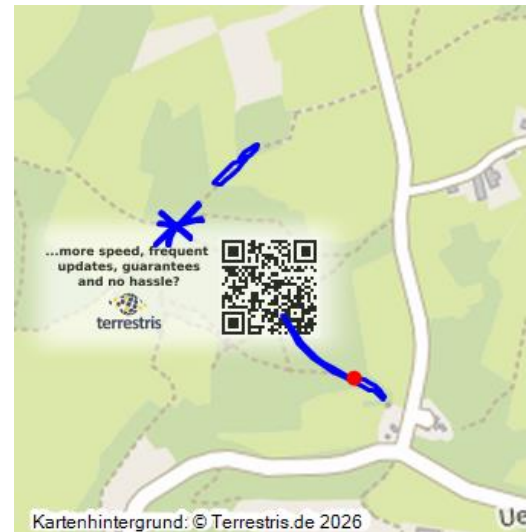 ...more speed, frequent
updates, guarantees
and no hassle?
terrestris
Ue
Kartenhintergrund: © Terrestris.de 2026